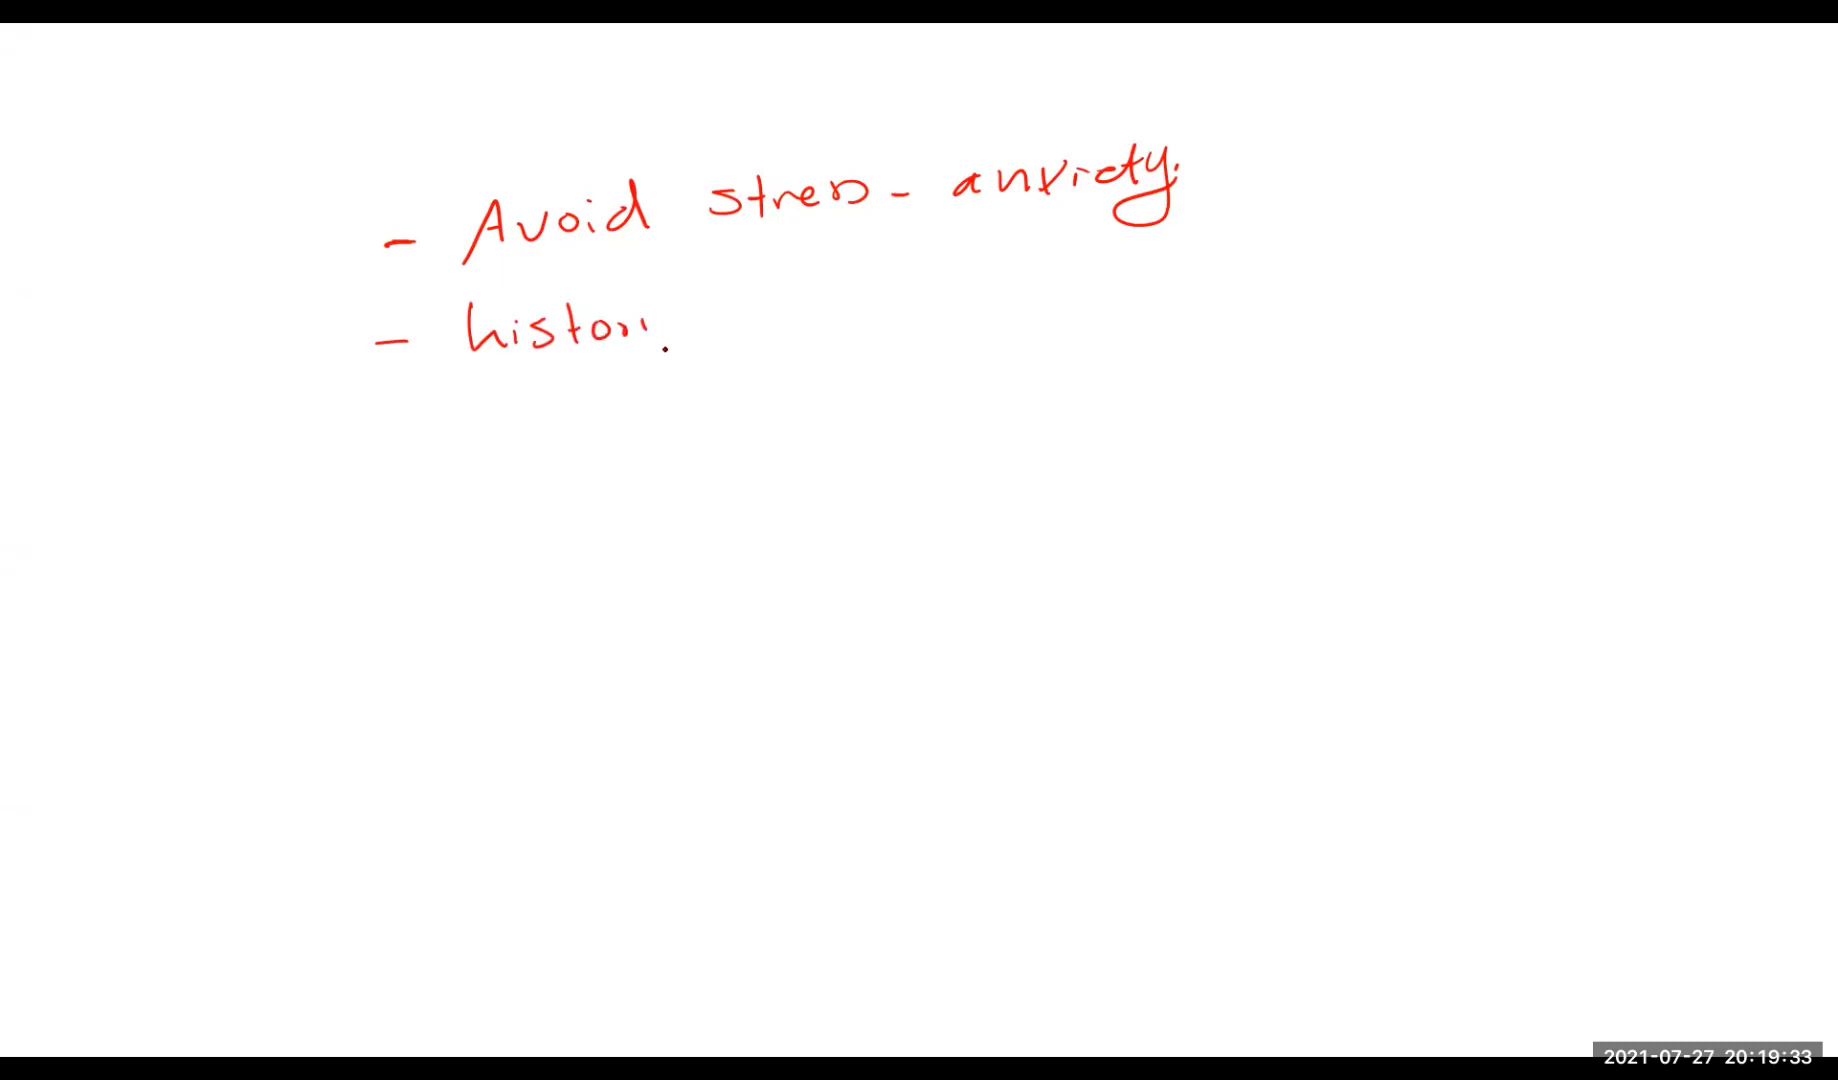 - Avoid stress - anxiety.
- histor
2021-07-27 20:19:33